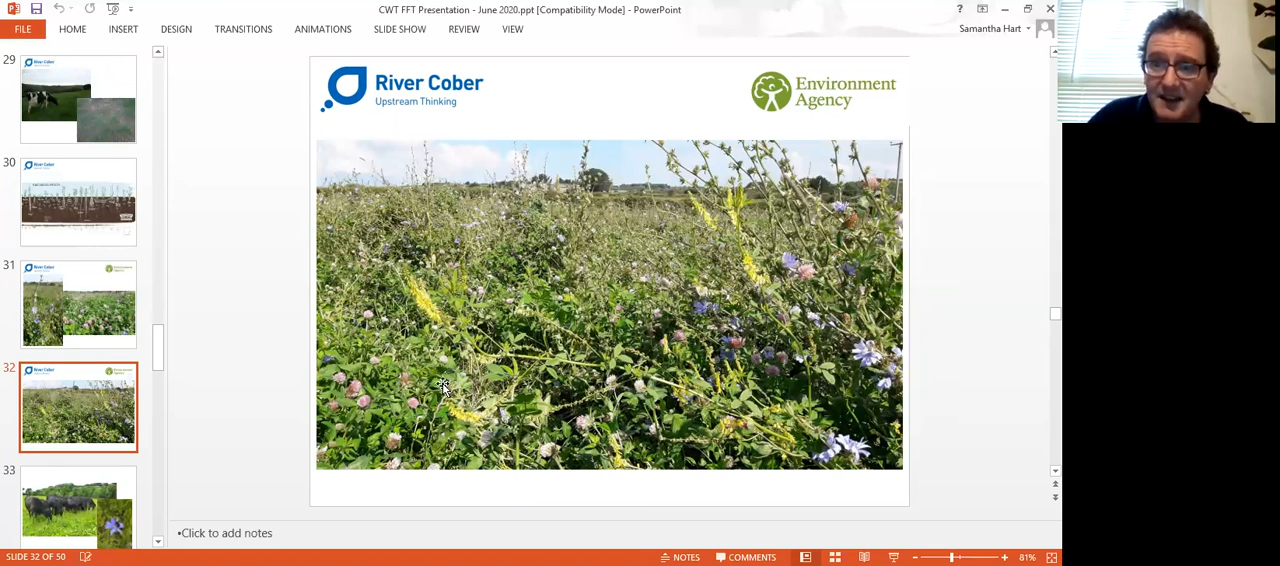 CWT FFT Presentation - June 2020.ppt [Compatibility Mode] - PowerPoint
FILE HOME INSERT DESIGN TRANSITIONS ANIMATIONS SLIDE SHOW REVIEW VIEW
Samantha Hart
29
30
31
32
33
River Cober
Upstream Thinking
Environment
Agency
•Click to add notes
SLIDE 32 OF 50
NOTES
COMMENTS
81%